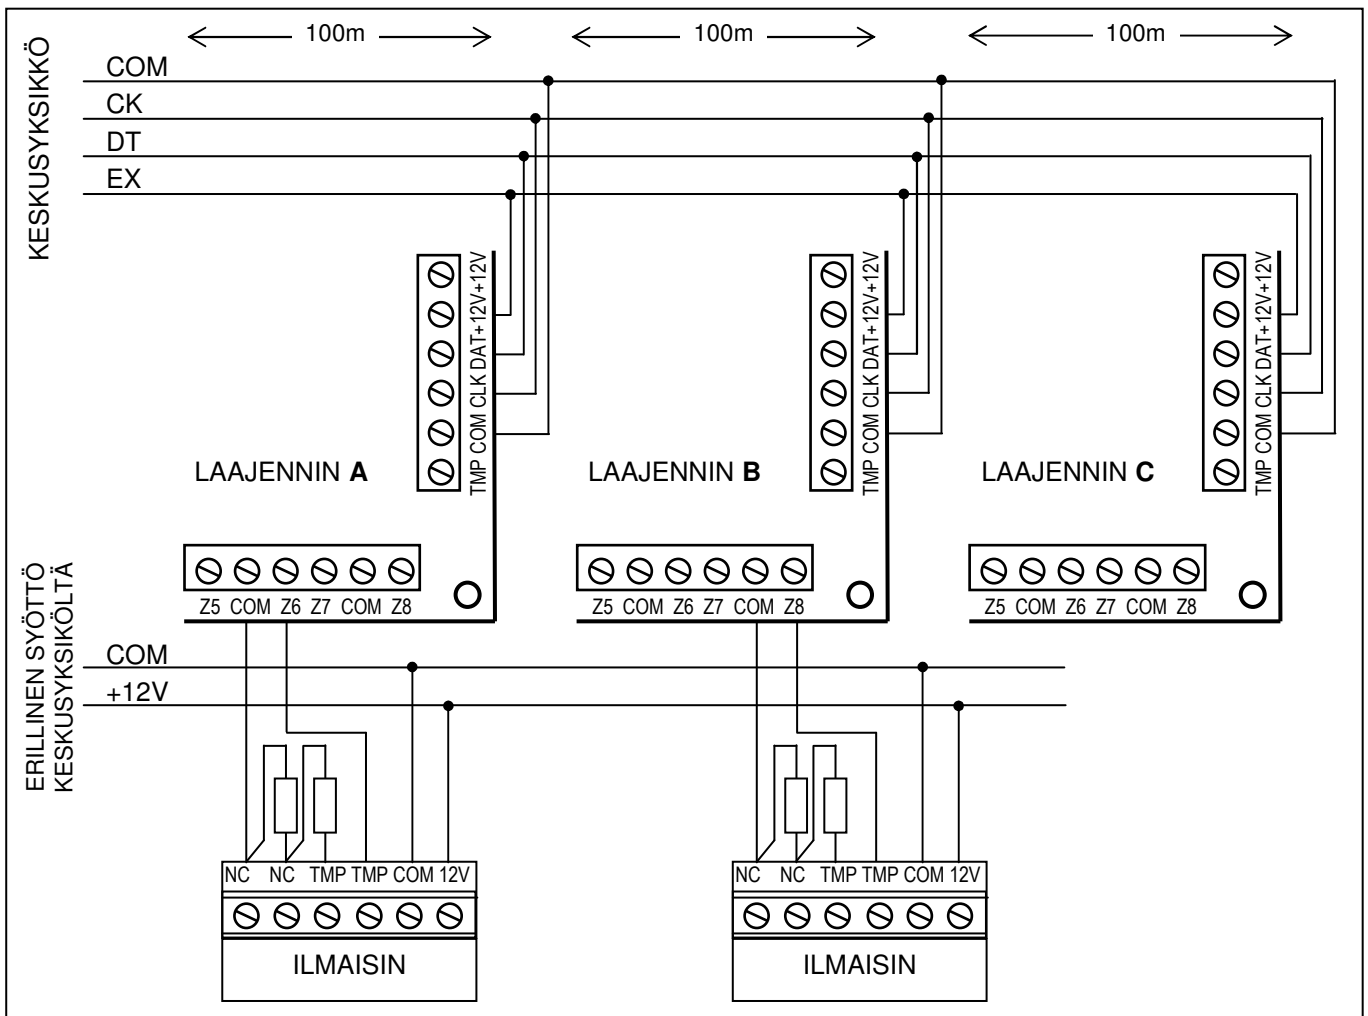 100m 100m 100m
KESKUSYKSIKKÖ
COM
CK
DT
EX
TMP COM CLK DAT+12V+12V
TMP COM CLK DAT+12V+12V
TMP COM CLK DAT+12V+12V
LAAJENNIN A LAAJENNIN B LAAJENNIN C
Z5 COM Z6 Z7 COM Z8
Z5 COM Z6 Z7 COM Z8
Z5 COM Z6 Z7 COM Z8
ERILLINEN SYÖTTÖ
KESKUSYKSIKÖLTÄ
COM
+12V
NC NC TMP TMP COM 12V
NC NC TMP TMP COM 12V
ILMAISIN ILMAISIN